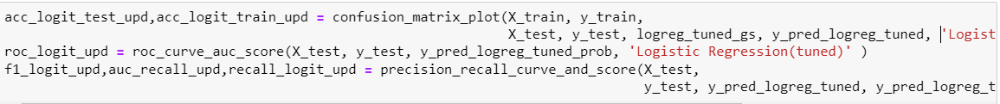 acc_logit_test_upd,acc_logit_train_upd = confusion_matrix_plot(X_train, y_train,
X_test, y_test, logreg_tuned_gs, y_pred_logreg_tuned, 'Logist
roc_logit_upd = roc_curve_auc_score(X_test, y_test, y_pred_logreg_tuned_prob, 'Logistic Regression(tuned)' )
f1_logit_upd,auc_recall_upd,recall_logit_upd = precision_recall_curve_and_score(X_test,
y_test, y_pred_logreg_tuned, y_pred_logreg_t